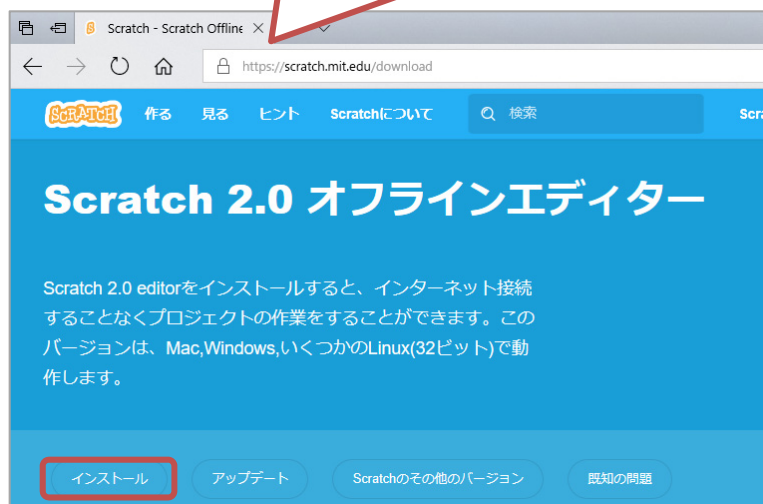 Scratch - Scratch Offline
https://scratch.mit.edu/download
SCRATCH 作る 見る ヒント Scratchについて 検索
Scratch 2.0 オフラインエディター
Scratch 2.0 editorをインストールすると、インターネット接続
することなくプロジェクトの作業をすることができます。この
バージョンは、Mac,Windows,いくつかのLinux(32ビット)で動
作します。
インストール アップデート Scratchのその他のバージョン 既知の問題